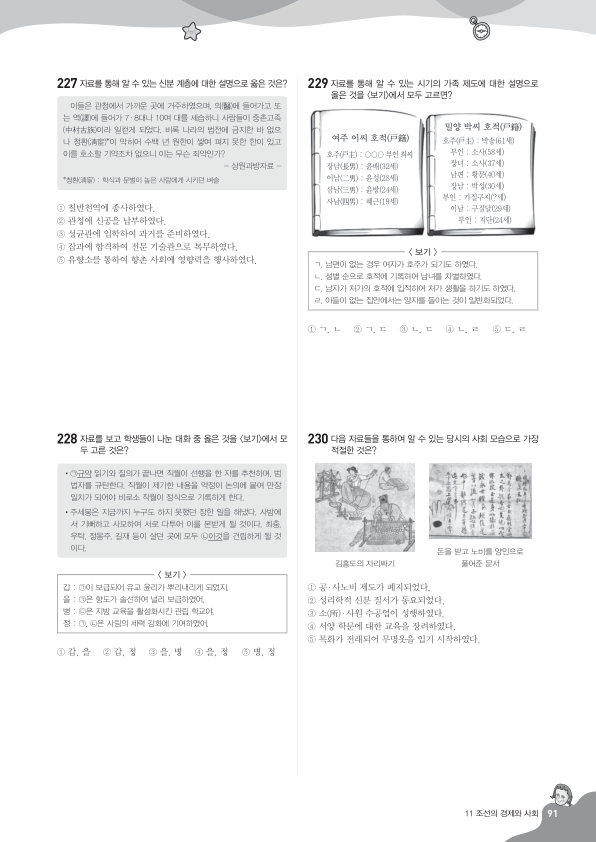 227 자료를 통해 알 수 있는 신분 계층에 대한 설명으로 옳은 것은?
이들은 관청에서 가까운 곳에 거주하였으며, 의(醫)에 들어가고 또
는 역(譯)에 들어가 7·8대나 10여 대를 세습하니 사람들이 중촌고족
(中村古族)이라 일컫게 되었다. 비록 나라의 법전에 금지한 바 없으
나 청환(淸宦)*이 막히어 수백 년 원한이 쌓여 펴지 못한 한이 있고
이를 호소할 기약조차 없으니 이는 무슨 죄악인가?
- 상원과방자료 -
*청환(淸宦) : 학식과 문벌이 높은 사람에게 시키던 벼슬
① 칠반천역에 종사하였다.
② 관청에 신공을 납부하였다.
③ 성균관에 입학하여 과거를 준비하였다.
④ 잡과에 합격하여 전문 기술관으로 복무하였다.
⑤ 유향소를 통하여 향촌 사회에 영향력을 행사하였다.
228 자료를 보고 학생들이 나눈 대화 중 옳은 것을 〈보기〉에서 모
두 고른 것은?
• ㉠규약 읽기와 질의가 끝나면 직월이 선행을 한 자를 추천하며, 범
법자를 규탄한다. 직월이 제기한 내용을 약정이 논의에 붙여 만장
일치가 되어야 비로소 직월이 정식으로 기록하게 한다.
• 주세붕은 지금까지 누구도 하지 못했던 장한 일을 해냈다. 사방에
서 기뻐하고 사모하여 서로 다투어 이를 본받게 될 것이다. 최충,
우탁, 정몽주, 길재 등이 살던 곳에 모두 ㉡이것을 건립하게 될 것
이다.
〈 보기 〉
갑 : ㉠이 보급되어 유교 윤리가 뿌리내리게 되었지.
을 : ㉠은 향도가 솔선하여 널리 보급하였어.
병 : ㉡은 지방 교육을 활성화시킨 관립 학교야.
정 : ㉠, ㉡은 사림의 세력 강화에 기여하였어.
① 갑, 을 ② 갑, 정 ③ 을, 병 ④ 을, 정 ⑤ 병, 정
229 자료를 통해 알 수 있는 시기의 가족 제도에 대한 설명으로
옳은 것을 〈보기〉에서 모두 고르면?
여주 이씨 호적(戶籍)
호주(戶主) : ○○○ 부인 최씨
장남(長男) : 윤배(32세)
이남(二男) : 윤성(28세)
삼남(三男) : 윤방(24세)
사남(四男) : 혜근(19세)
밀양 박씨 호적(戶籍)
호주(戶主) : 박송(61세)
부인 : 소사(58세)
장녀 : 소사(37세)
남편 : 황문(40세)
장남 : 박정(30세)
부인 : 가질구지(?세)
이남 : 구질달(29세)
부인 : 지단(24세)
〈 보기 〉
ㄱ. 남편이 없는 경우 여자가 호주가 되기도 하였다.
ㄴ. 성별 순으로 호적에 기록하여 남녀를 차별하였다.
ㄷ. 남자가 처가의 호적에 입적하여 처가 생활을 하기도 하였다.
ㄹ. 아들이 없는 집안에서는 양자를 들이는 것이 일반화되었다.
① ㄱ, ㄴ ② ㄱ, ㄷ ③ ㄴ, ㄷ ④ ㄴ, ㄹ ⑤ ㄷ, ㄹ
230 다음 자료들을 통하여 알 수 있는 당시의 사회 모습으로 가장
적절한 것은?
김홍도의 자리짜기
돈을 받고 노비를 양인으로
풀어준 문서
① 공·사노비 제도가 폐지되었다.
② 성리학적 신분 질서가 동요되었다.
③ 소(所)·사원 수공업이 성행하였다.
④ 서양 학문에 대한 교육을 장려하였다.
⑤ 목화가 전래되어 무명옷을 입기 시작하였다.
11 조선의 경제와 사회 91